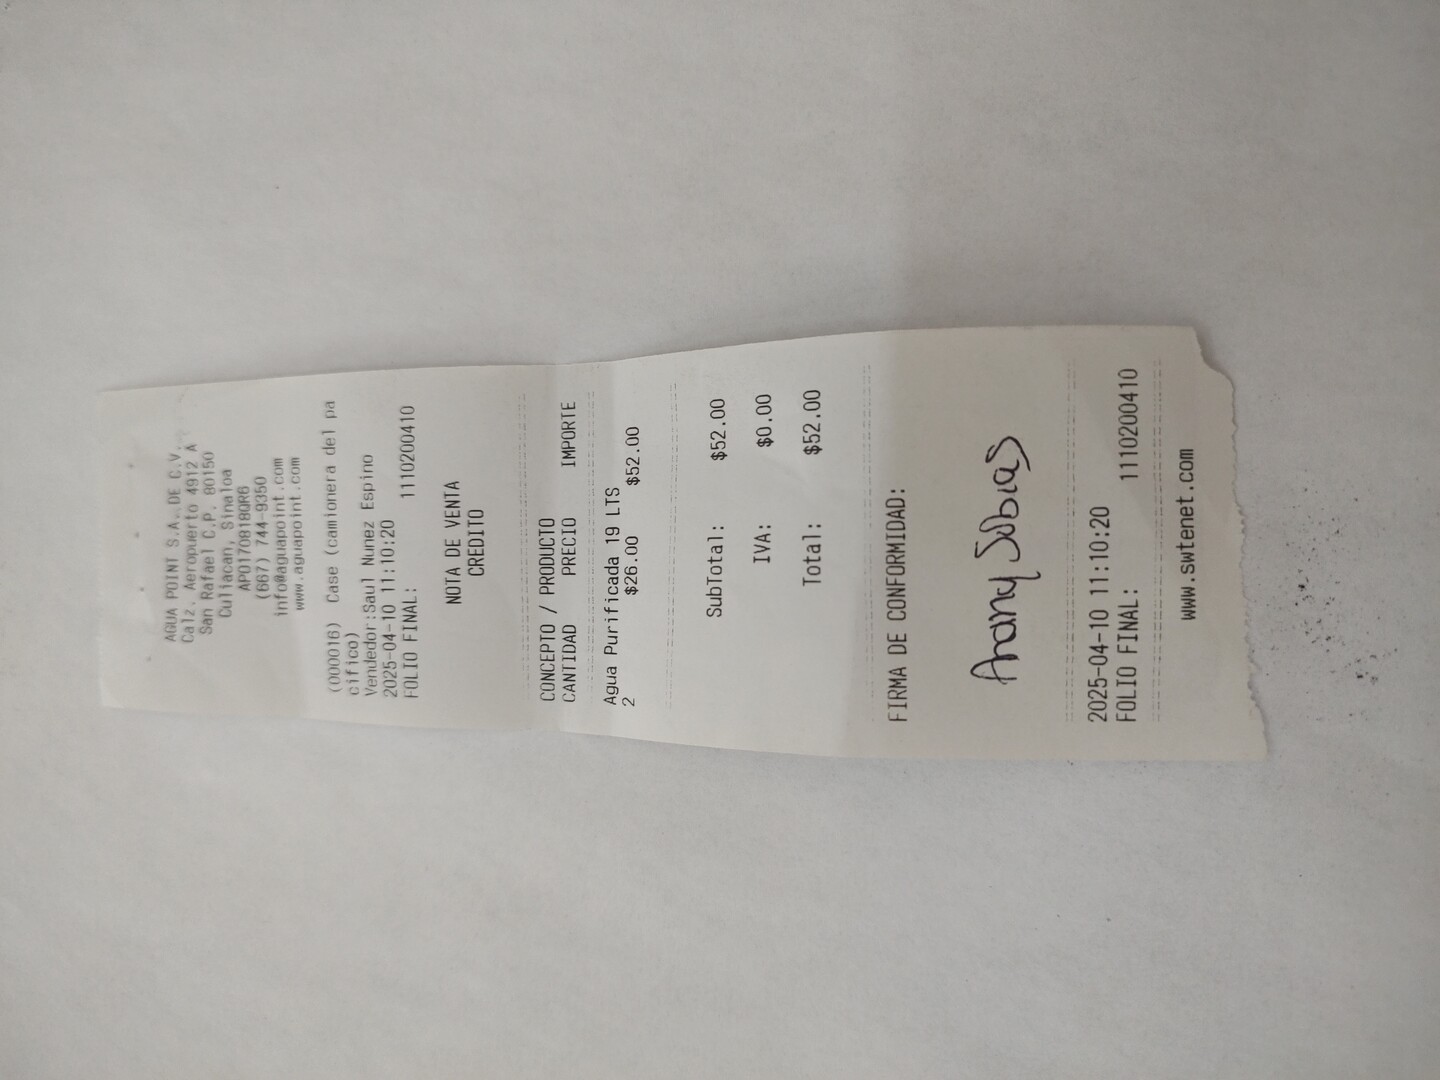 AGUA POINT S.A. DE C.V.
Calz. Aeropuerto 4912 A
San Rafael C.P. 80150
Culiacan, Sinaloa
APO170818QR6
(667) 744-9350
info@aguapoint.com
www.aguapoint.com
(000016) Case (camionera del pa
cifico)
Vendedor:Saul Nunez Espino
2025-04-10 11:10:20
FOLIO FINAL: 1110200410
NOTA DE VENTA
CREDITO
CONCEPTO / PRODUCTO
CANTIDAD PRECIO IMPORTE
Agua Purificada 19 LTS
2 $26.00 $52.00
SubTotal: $52.00
IVA: $0.00
Total: $52.00
FIRMA DE CONFORMIDAD:
Arany Subias
2025-04-10 11:10:20
FOLIO FINAL: 1110200410
www.swtenet.com